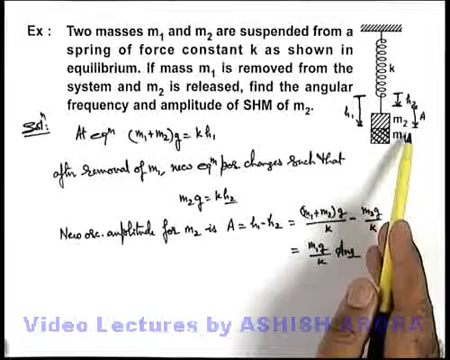 Ex : Two masses m₁ and m₂ are suspended from a
spring of force constant k as shown in
equilibrium. If mass m₁ is removed from the
system and m₂ is released, find the angular
frequency and amplitude of SHM of m₂.
k
h₂
h₁
A
m₂
m
Solⁿ
At eqᵐ (m₁+m₂)g = kh₁
after removal of m₁, new eqᵐ pos changes such that
m₂g = kh₂
New osc. amplitude for m₂ is A = h₁-h₂ = (m₁+m₂)g/k - m₂g/k
= m₁g/k Ans
Video Lectures by ASHISH ARORA